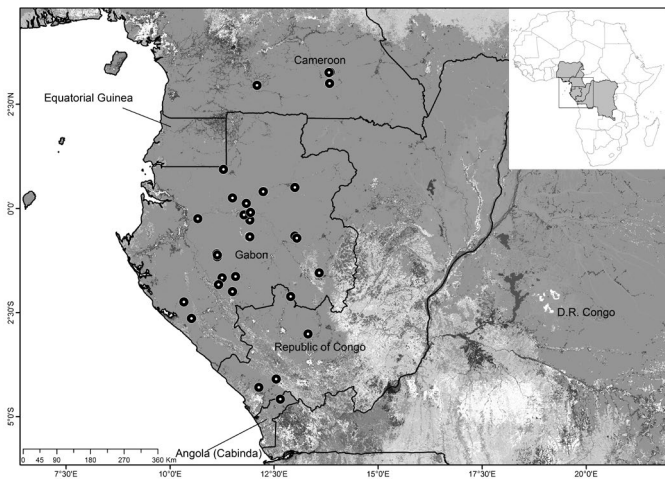 Cameroon
Equatorial Guinea
2°30'N
0°0'
Gabon
2°30'S
D.R. Congo
Republic of Congo
5°0'S
Angola (Cabinda)
0 45 90 180 270 360 Km
7°30'E 10°0'E 12°30'E 15°0'E 17°30'E 20°0'E